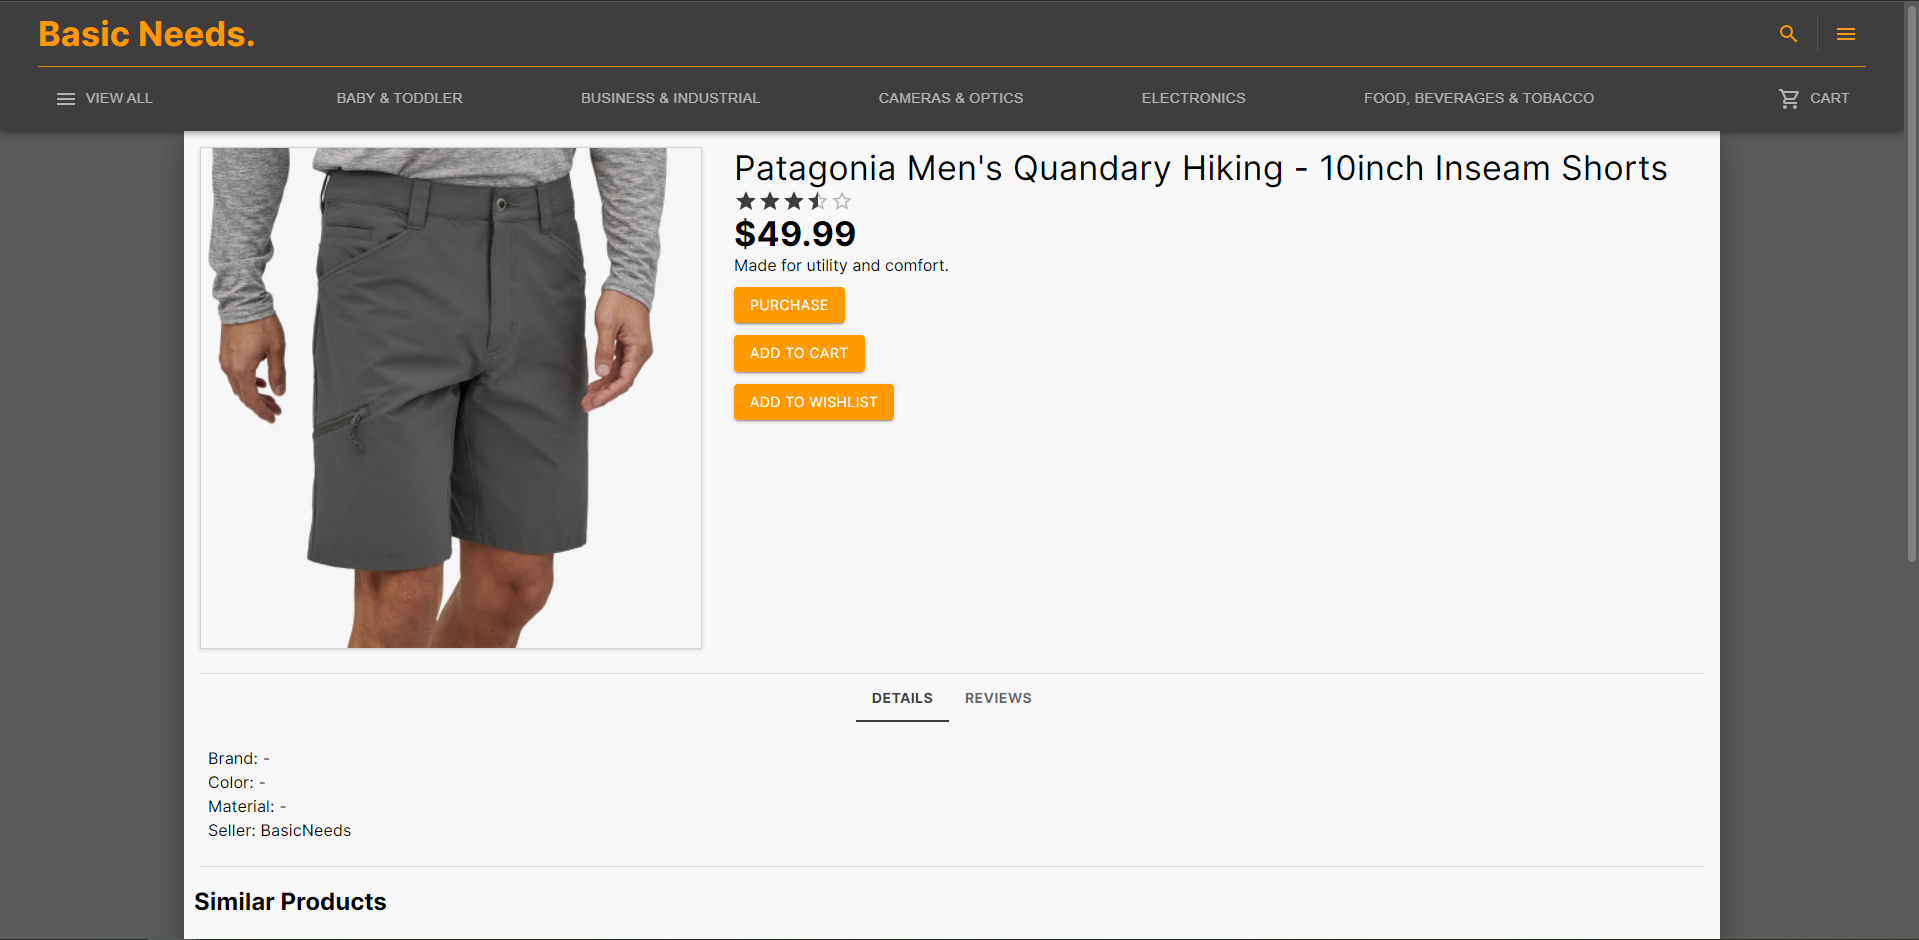 Basic Needs.
VIEW ALL
BABY & TODDLER
BUSINESS & INDUSTRIAL
CAMERAS & OPTICS
ELECTRONICS
FOOD, BEVERAGES & TOBACCO
CART
Patagonia Men's Quandary Hiking - 10inch Inseam Shorts
$49.99
Made for utility and comfort.
PURCHASE
ADD TO CART
ADD TO WISHLIST
DETAILS
REVIEWS
Brand: -
Color: -
Material: -
Seller: BasicNeeds
Similar Products